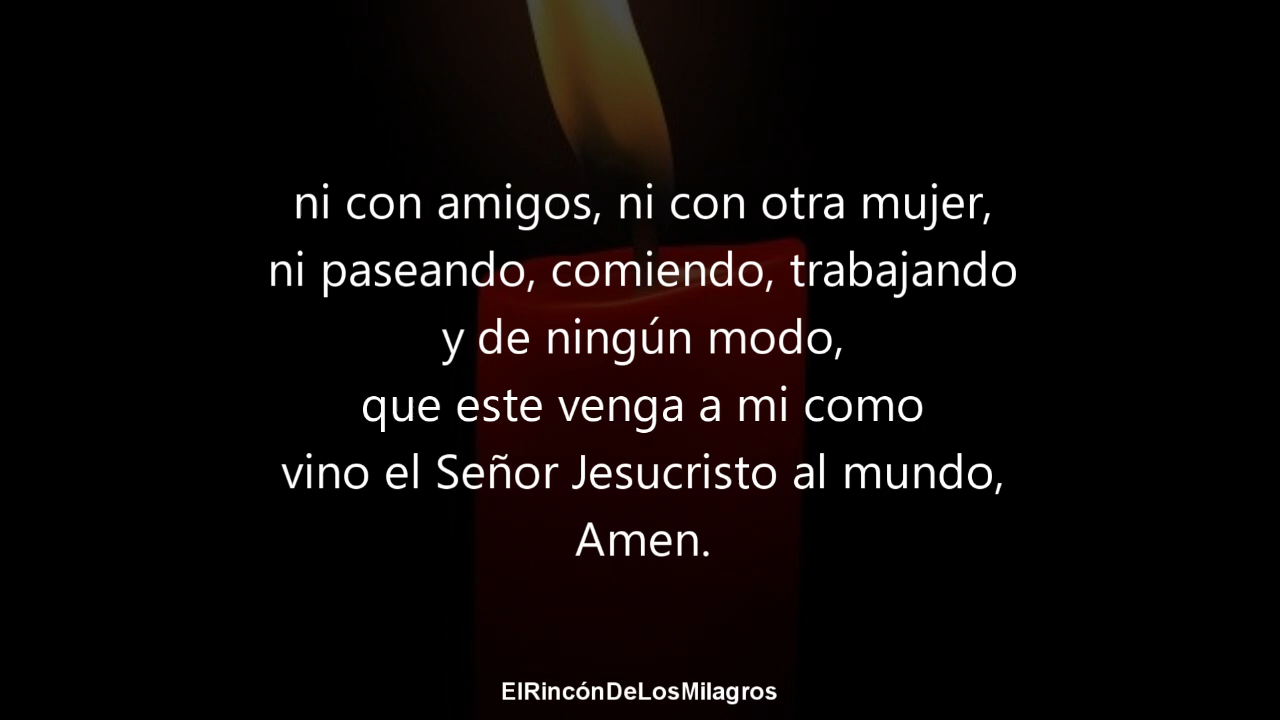 ni con amigos, ni con otra mujer,
ni paseando, comiendo, trabajando
y de ningún modo,
que este venga a mi como
vino el Señor Jesucristo al mundo,
Amen.
ElRincónDeLosMilagros